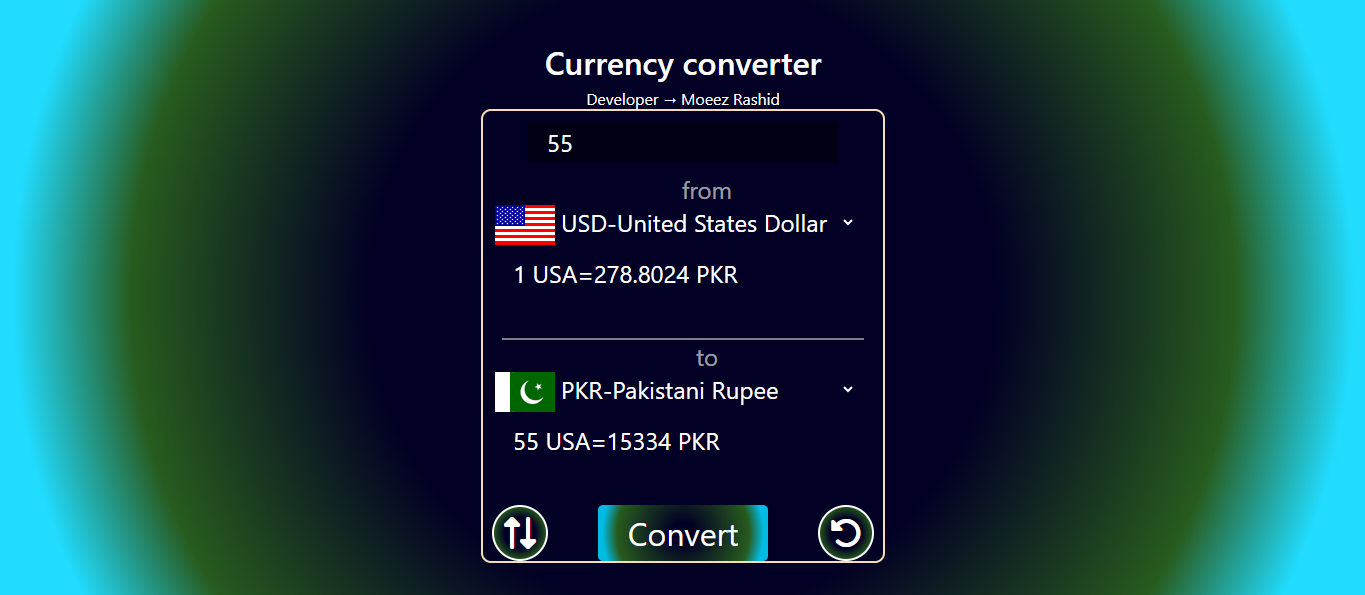 Currency converter
Developer → Moeez Rashid
55
from
USD-United States Dollar
1 USA=278.8024 PKR
to
PKR-Pakistani Rupee
55 USA=15334 PKR
Convert